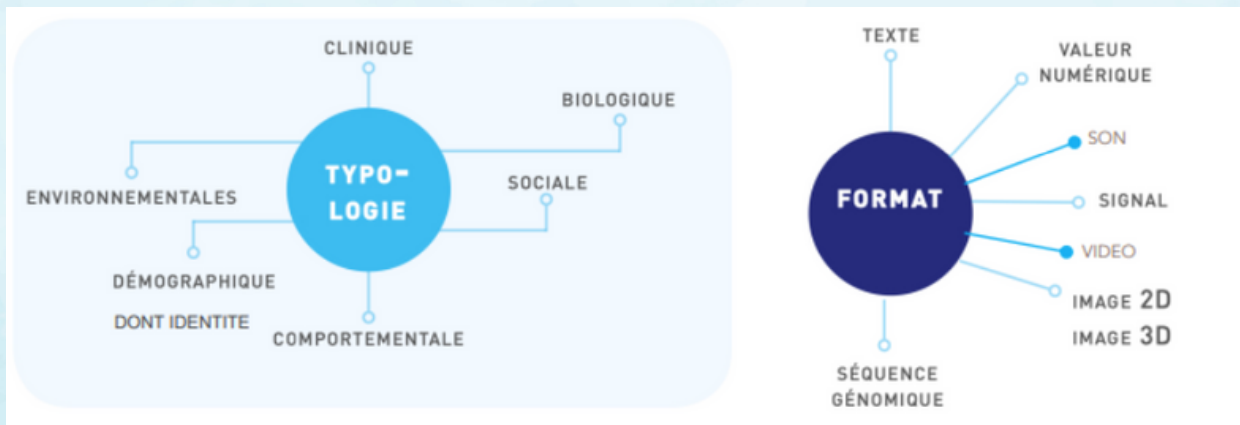 CLINIQUE
BIOLOGIQUE
TYPO-
LOGIE
SOCIALE
ENVIRONNEMENTALES
DÉMOGRAPHIQUE
DONT IDENTITE
COMPORTEMENTALE
TEXTE
VALEUR
NUMÉRIQUE
SON
FORMAT
SIGNAL
VIDEO
IMAGE 2D
IMAGE 3D
SÉQUENCE
GÉNOMIQUE